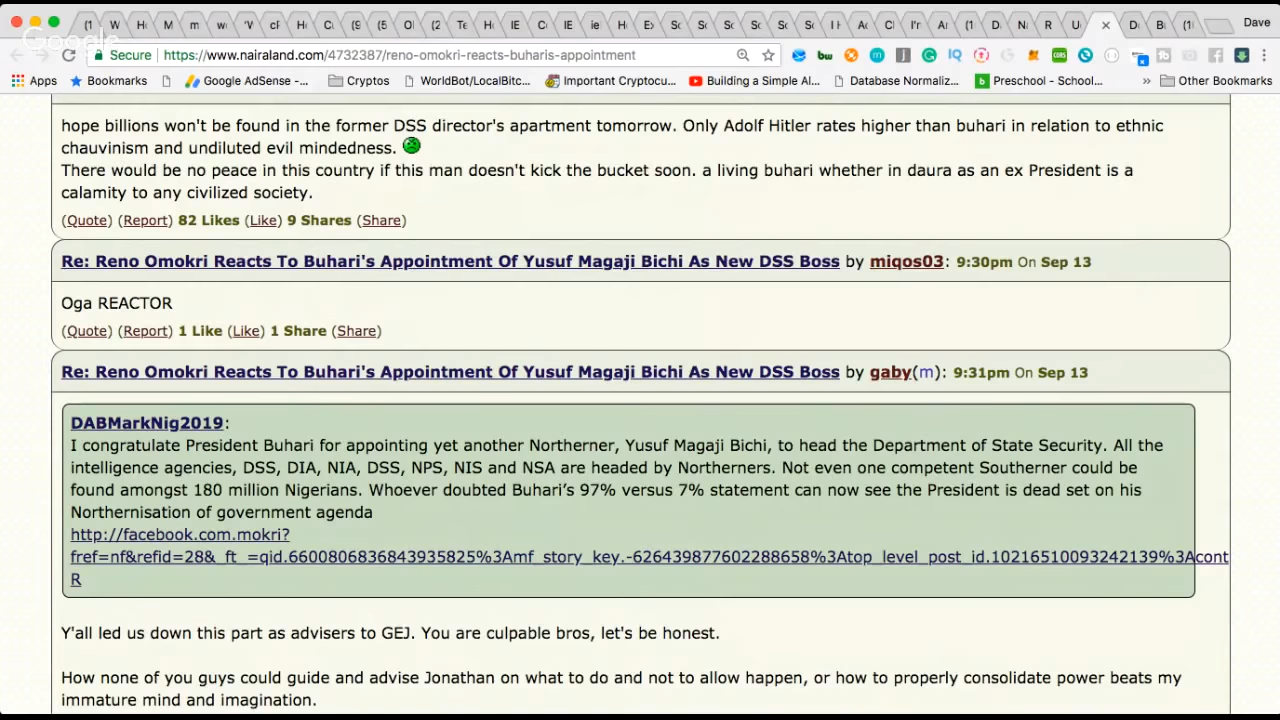 Dave
Google
Secure https://www.nairaland.com/4732387/reno-omokri-reacts-buharis-appointment
Apps Bookmarks Google AdSense -... Cryptos WorldBot/LocalBitc... Important Cryptocu... Building a Simple AI... Database Normaliz... Preschool - School... » Other Bookmarks
hope billions won't be found in the former DSS director's apartment tomorrow. Only Adolf Hitler rates higher than buhari in relation to ethnic
chauvinism and undiluted evil mindedness.
There would be no peace in this country if this man doesn't kick the bucket soon. a living buhari whether in daura as an ex President is a
calamity to any civilized society.
(Quote) (Report) 82 Likes (Like) 9 Shares (Share)
Re: Reno Omokri Reacts To Buhari's Appointment Of Yusuf Magaji Bichi As New DSS Boss by miqos03: 9:30pm On Sep 13
Oga REACTOR
(Quote) (Report) 1 Like (Like) 1 Share (Share)
Re: Reno Omokri Reacts To Buhari's Appointment Of Yusuf Magaji Bichi As New DSS Boss by gaby(m): 9:31pm On Sep 13
DABMarkNig2019:
I congratulate President Buhari for appointing yet another Northerner, Yusuf Magaji Bichi, to head the Department of State Security. All the
intelligence agencies, DSS, DIA, NIA, DSS, NPS, NIS and NSA are headed by Northerners. Not even one competent Southerner could be
found amongst 180 million Nigerians. Whoever doubted Buhari's 97% versus 7% statement can now see the President is dead set on his
Northernisation of government agenda
http://facebook.com.mokri?
fref=nf&refid=28&_ft_=qid.6600806836843935825%3Amf_story_key.-626439877602288658%3Atop_level_post_id.10216510093242139%3Acont
R
Y'all led us down this part as advisers to GEJ. You are culpable bros, let's be honest.
How none of you guys could guide and advise Jonathan on what to do and not to allow happen, or how to properly consolidate power beats my
immature mind and imagination.